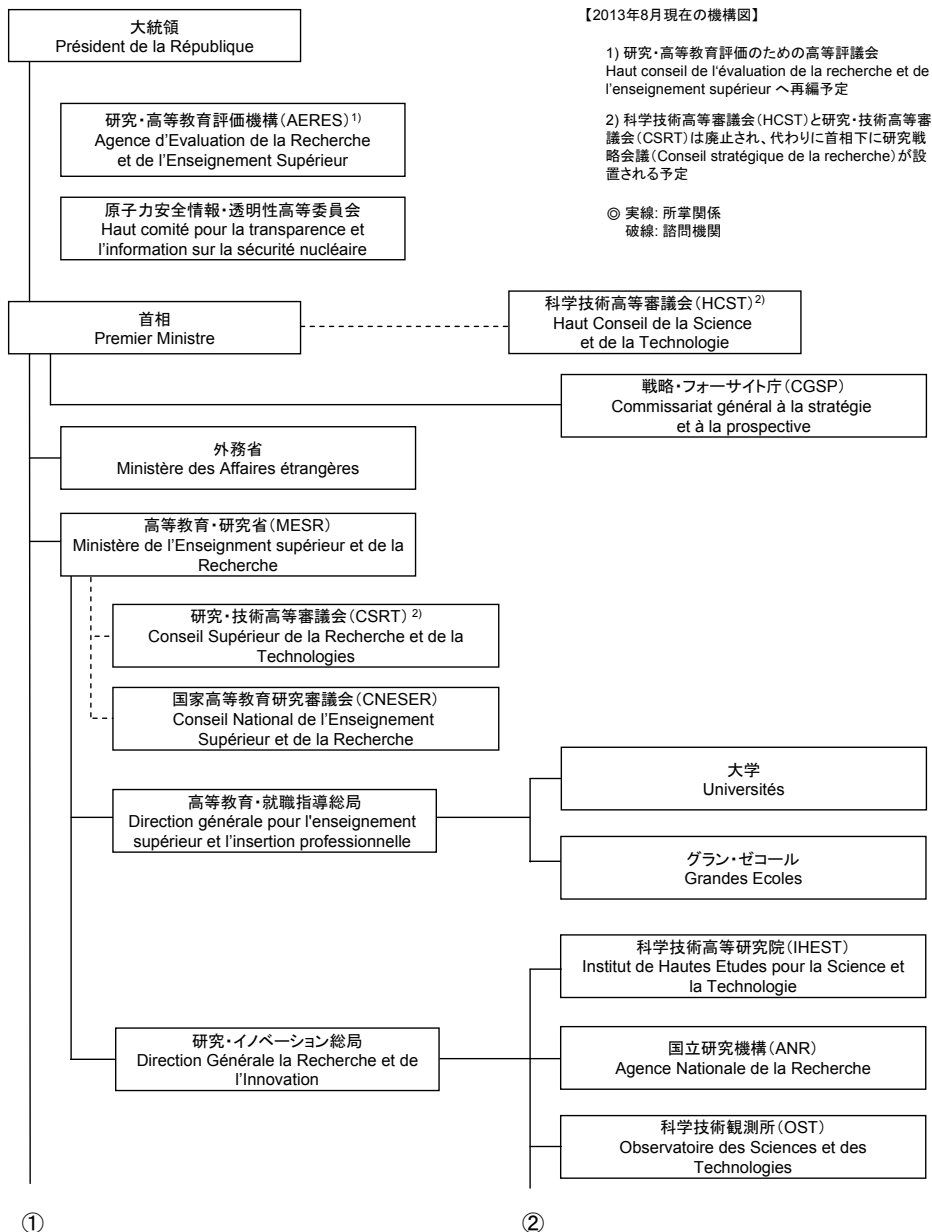 大統領
Président de la République
【2013年8月現在の機構図】
1) 研究・高等教育評価のための高等評議会
Haut conseil de l‘évaluation de la recherche et de
l’enseignement supérieur へ再編予定
2) 科学技術高等審議会(HCST)と研究・技術高等審
議会(CSRT)は廃止され、代わりに首相下に研究戦
略会議(Conseil stratégique de la recherche)が設
置される予定
◎ 実線: 所掌関係
破線: 諮問機関
研究・高等教育評価機構(AERES) 1)
Agence d’Evaluation de la Recherche
et de l’Enseignement Supérieur
原子力安全情報・透明性高等委員会
Haut comité pour la transparence et
l’information sur la sécurité nucléaire
首相
Premier Ministre
科学技術高等審議会(HCST) 2)
Haut Conseil de la Science
et de la Technologie
戦略・フォーサイト庁(CGSP)
Commissariat général à la stratégie
et à la prospective
外務省
Ministère des Affaires étrangères
高等教育・研究省(MESR)
Ministère de l’Enseignment supérieur et de la
Recherche
研究・技術高等審議会(CSRT) 2)
Conseil Supérieur de la Recherche et de la
Technologies
国家高等教育研究審議会(CNESER)
Conseil National de l’Enseignement
Supérieur et de la Recherche
高等教育・就職指導総局
Direction générale pour l'enseignement
supérieur et l’insertion professionnelle
大学
Universités
グラン・ゼコール
Grandes Ecoles
科学技術高等研究院(IHEST)
Institut de Hautes Etudes pour la Science et
la Technologie
研究・イノベーション総局
Direction Générale la Recherche et de
l’Innovation
国立研究機構(ANR)
Agence Nationale de la Recherche
科学技術観測所(OST)
Observatoire des Sciences et des
Technologies
①
②